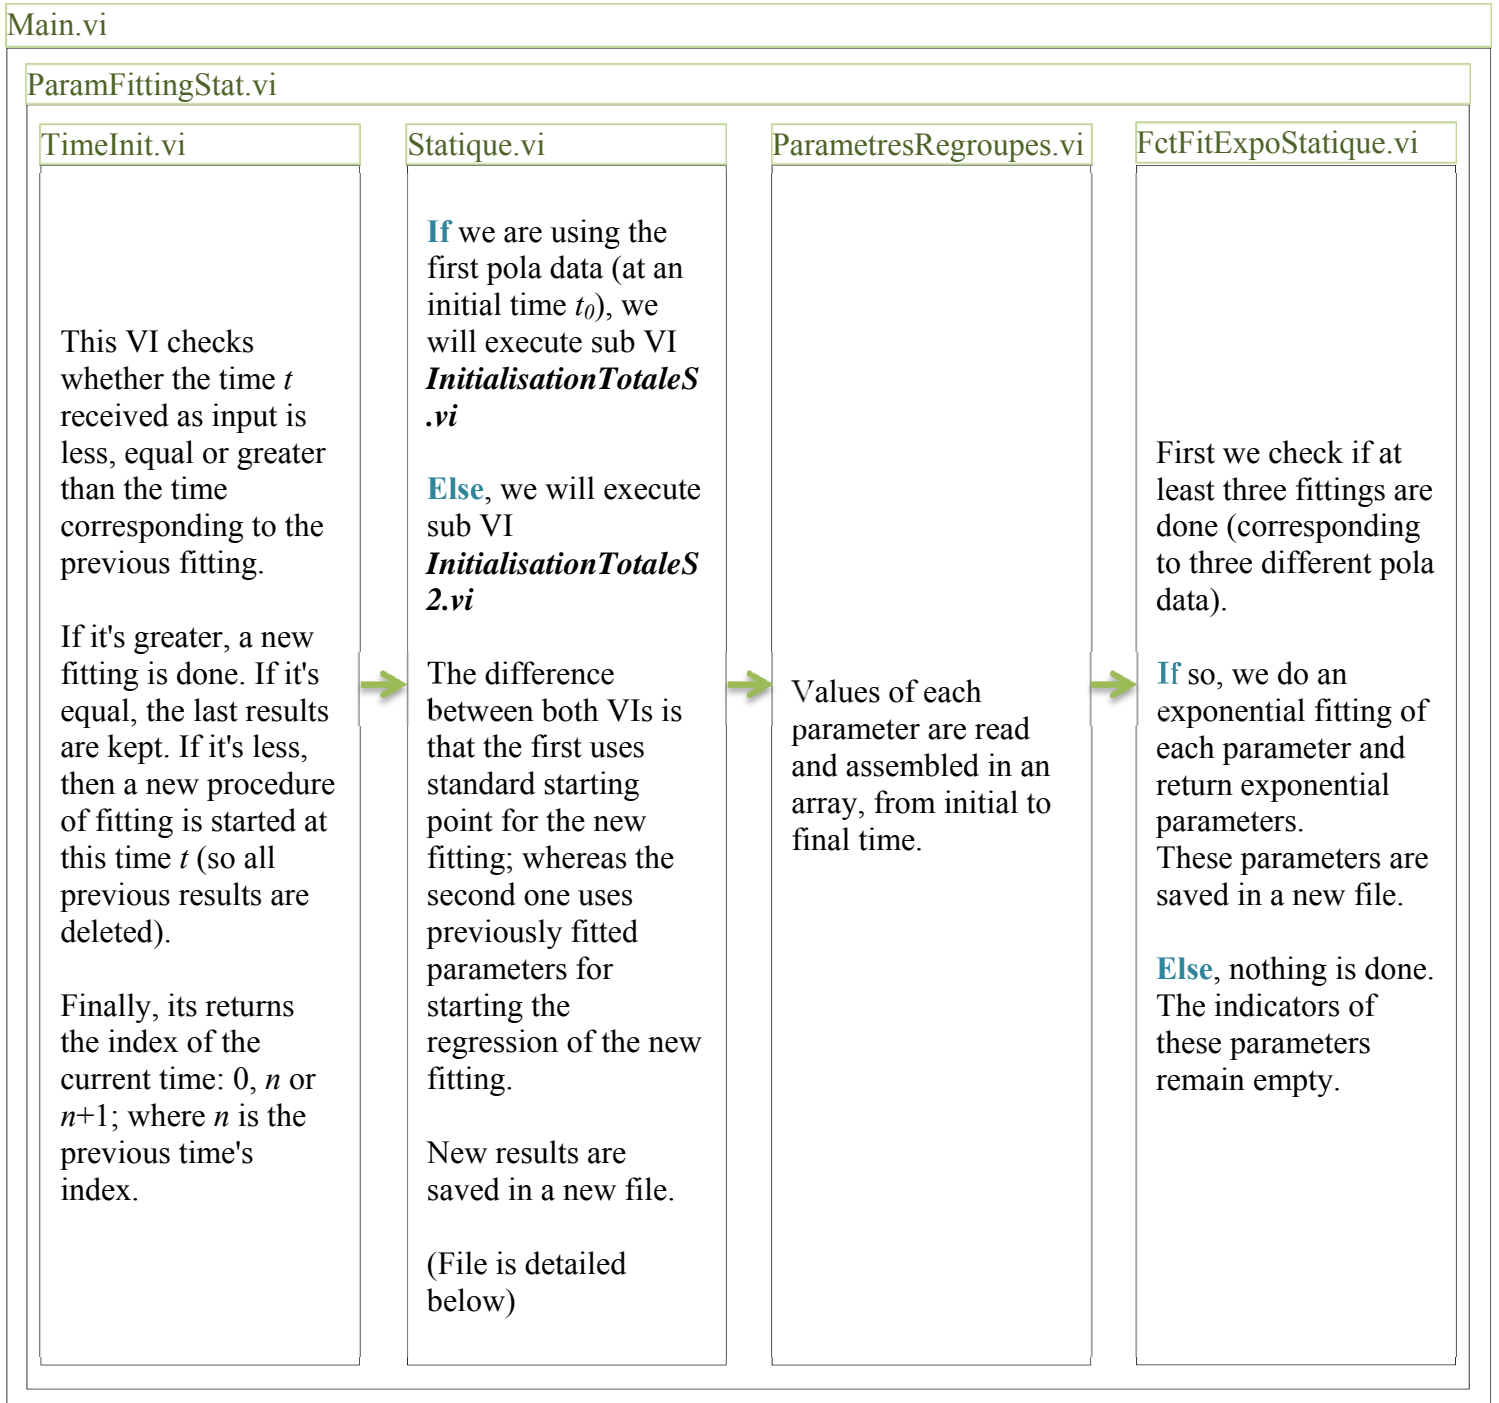 Main.vi
ParamFittingStat.vi
TimeInit.vi
This VI checks
whether the time t
received as input is
less, equal or greater
than the time
corresponding to the
previous fitting.
If it's greater, a new
fitting is done. If it's
equal, the last results
are kept. If it's less,
then a new procedure
of fitting is started at
this time t (so all
previous results are
deleted).
Finally, its returns
the index of the
current time: 0, n or
n+1; where n is the
previous time's
index.
Statique.vi
If we are using the
first pola data (at an
initial time t0), we
will execute sub VI
InitialisationTotaleS
.vi
Else, we will execute
sub VI
InitialisationTotaleS
2.vi
The difference
between both VIs is
that the first uses
standard starting
point for the new
fitting; whereas the
second one uses
previously fitted
parameters for
starting the
regression of the new
fitting.
New results are
saved in a new file.
(File is detailed
below)
ParametresRegroupes.vi
Values of each
parameter are read
and assembled in an
array, from initial to
final time.
FctFitExpoStatique.vi
First we check if at
least three fittings are
done (corresponding
to three different pola
data).
If so, we do an
exponential fitting of
each parameter and
return exponential
parameters.
These parameters are
saved in a new file.
Else, nothing is done.
The indicators of
these parameters
remain empty.